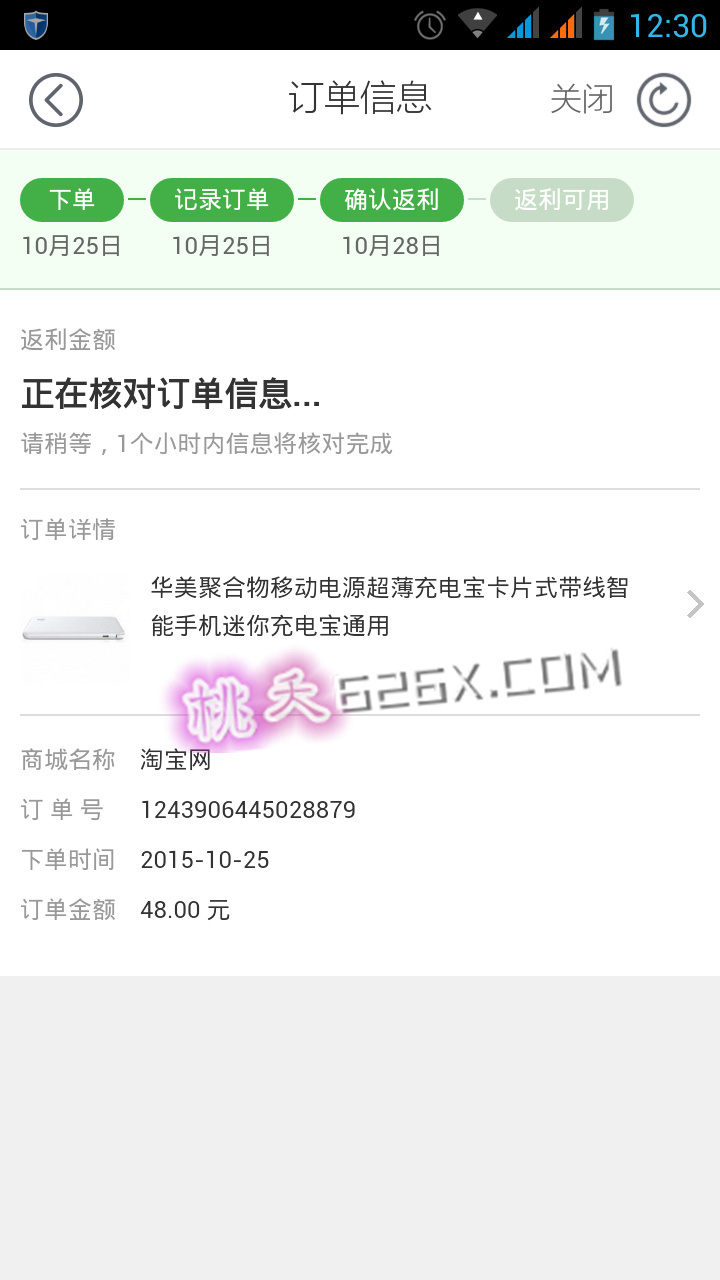 12:30
订单信息
关闭
下单
记录订单
确认返利
返利可用
10月25日
10月25日
10月28日
返利金额
正在核对订单信息...
请稍等，1个小时内信息将核对完成
订单详情
华美聚合物移动电源超薄充电宝卡片式带线智
能手机迷你充电宝通用
桃夭626X.COM
商城名称 淘宝网
订 单 号 1243906445028879
下单时间 2015-10-25
订单金额 48.00 元